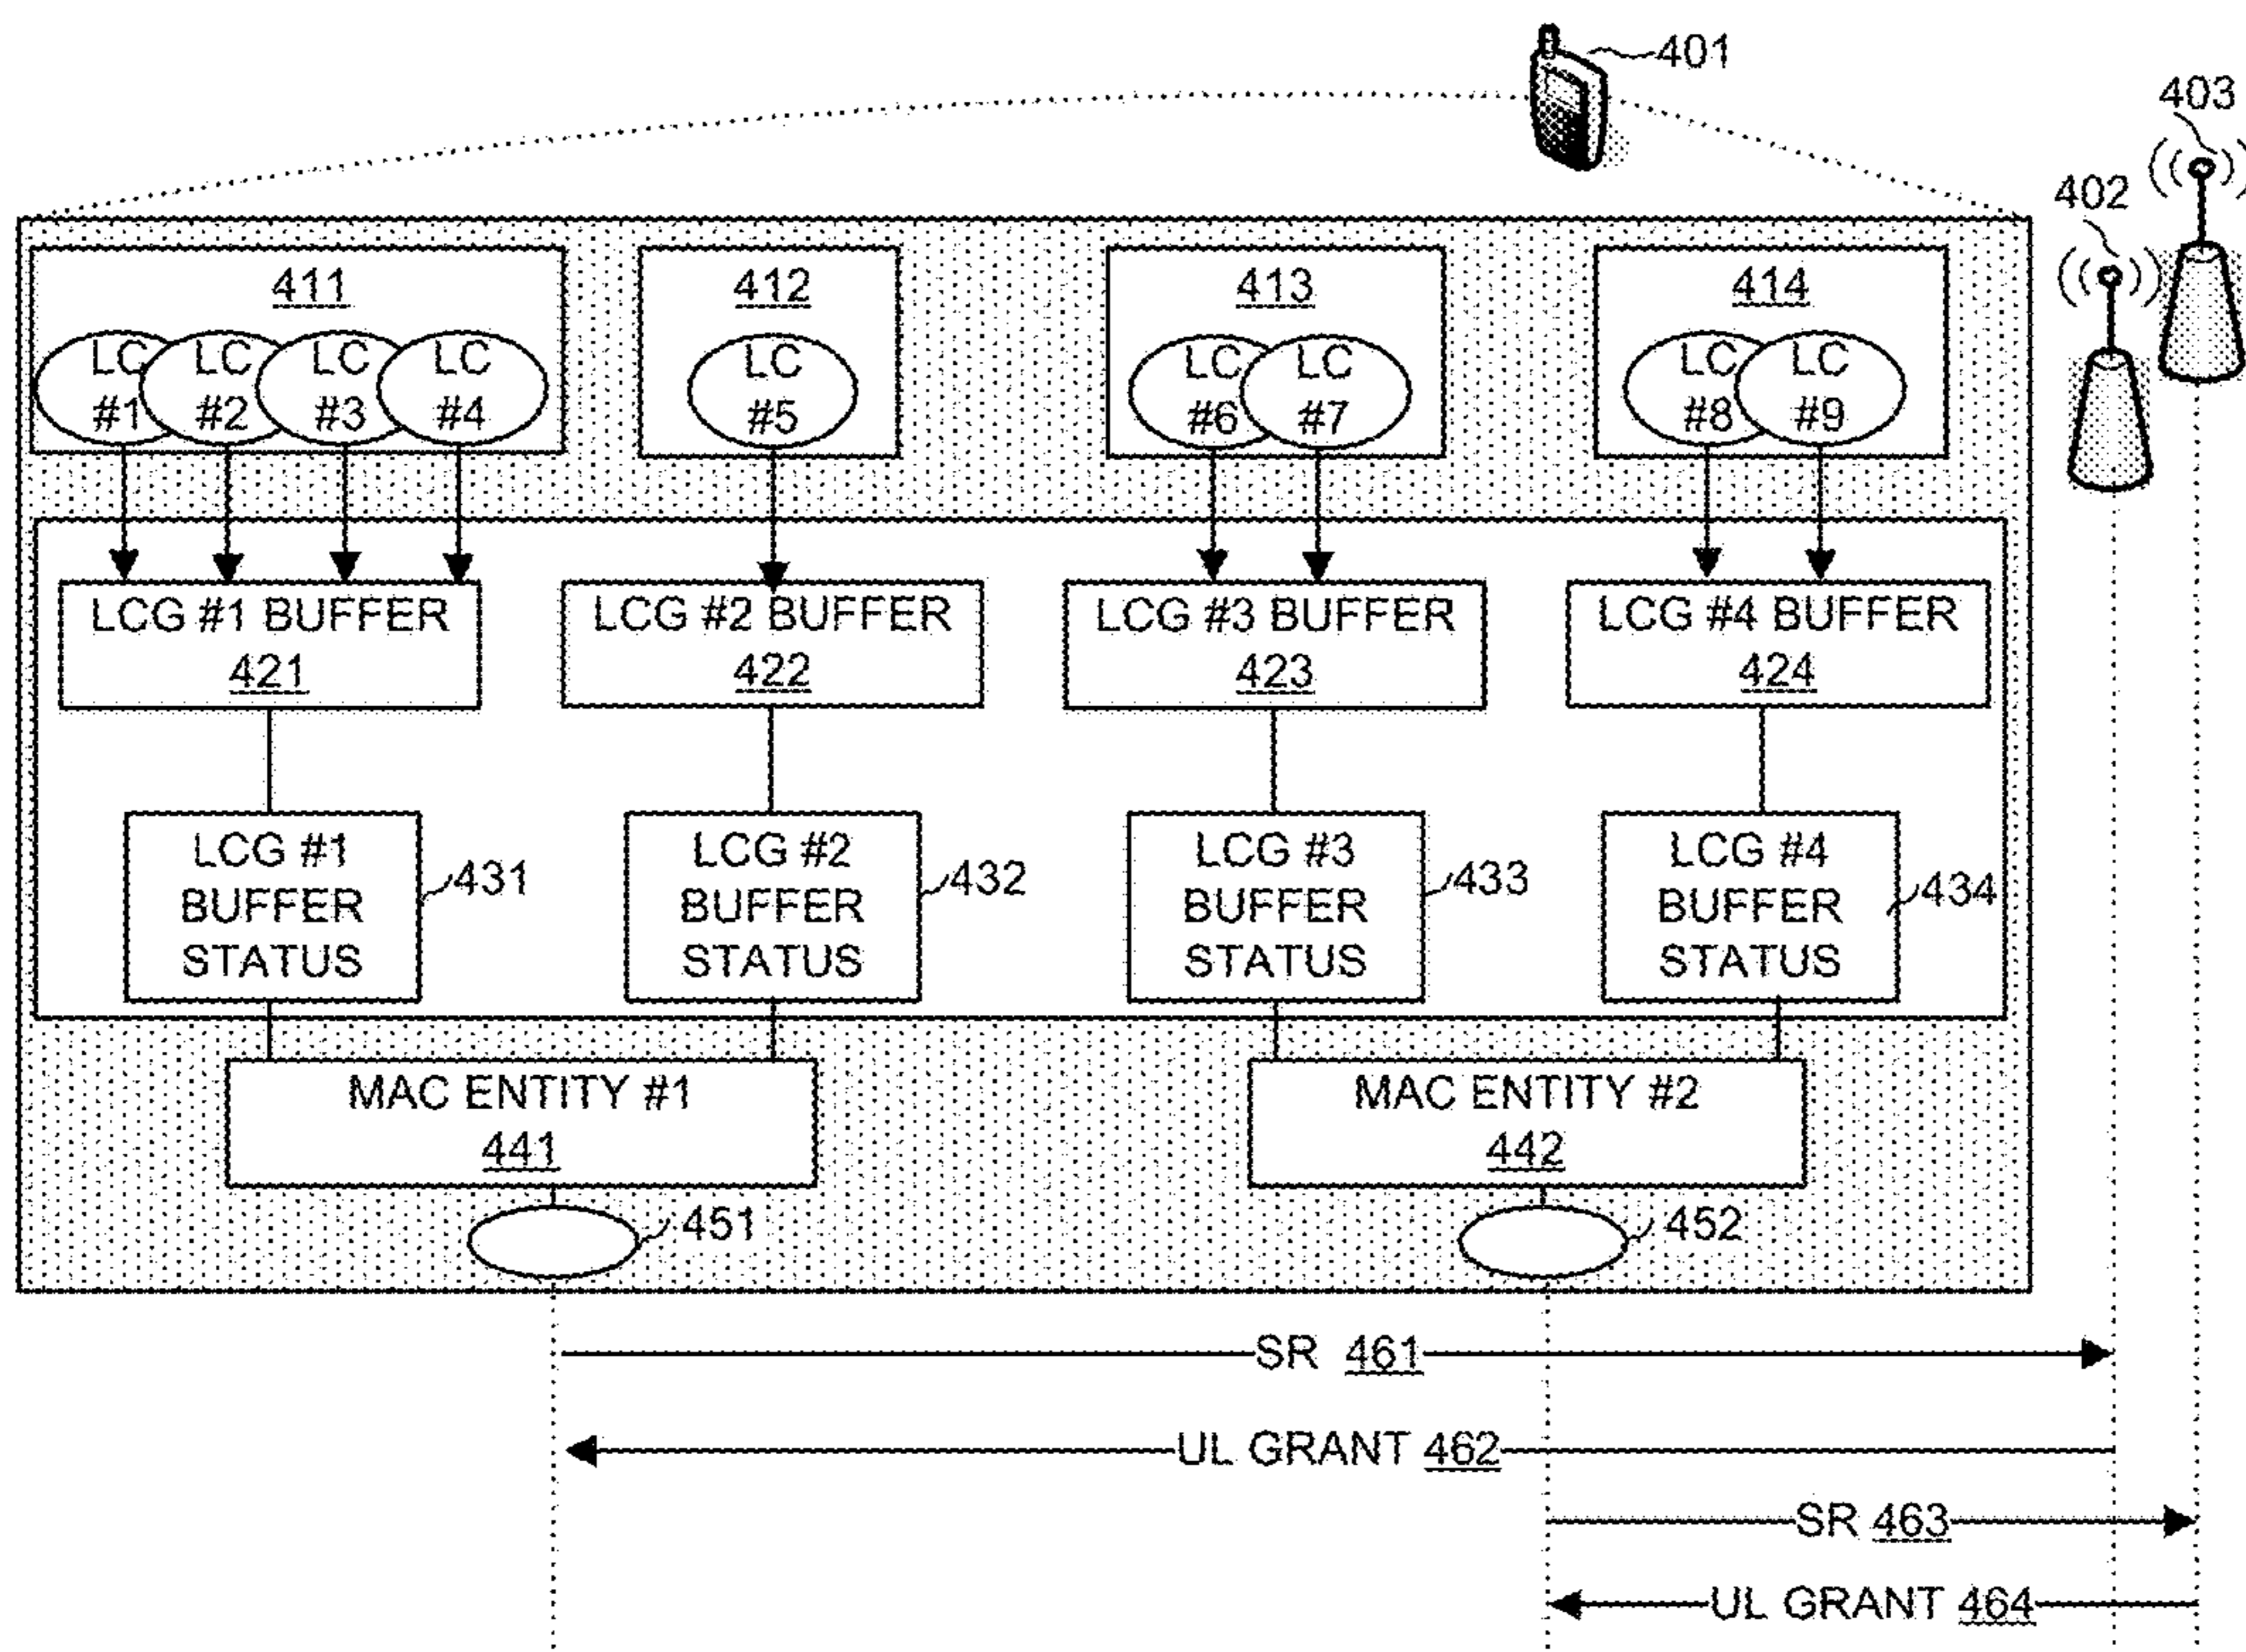 401
403
402
411
412
413
414
LC #1
LC #2
LC #3
LC #4
LC #5
LC #6
LC #7
LC #8
LC #9
LCG #1 BUFFER
421
LCG #2 BUFFER
422
LCG #3 BUFFER
423
LCG #4 BUFFER
424
LCG #1
BUFFER
STATUS
431
LCG #2
BUFFER
STATUS
432
LCG #3
BUFFER
STATUS
433
LCG #4
BUFFER
STATUS
434
MAC ENTITY #1
441
MAC ENTITY #2
442
451
452
SR 461
UL GRANT 462
SR 463
UL GRANT 464